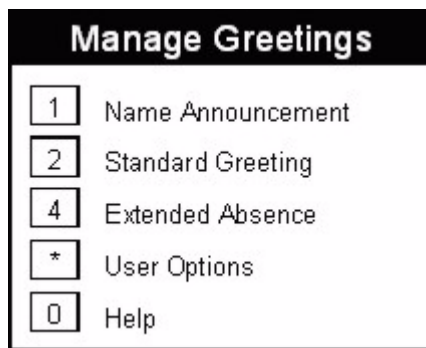 Manage Greetings
1 Name Announcement
2 Standard Greeting
4 Extended Absence
* User Options
0 Help